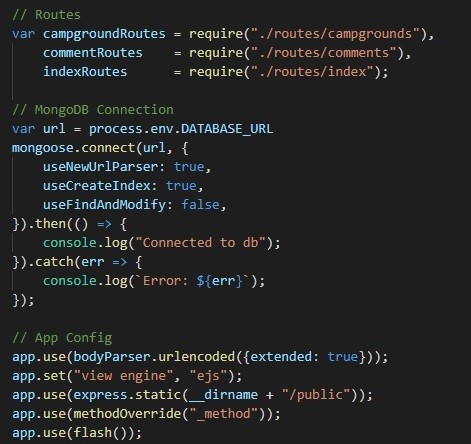 // Routes
var campgroundRoutes = require("./routes/campgrounds"),
    commentRoutes    = require("./routes/comments"),
    indexRoutes      = require("./routes/index");

// MongoDB Connection
var url = process.env.DATABASE_URL
mongoose.connect(url, {
    useNewUrlParser: true,
    useCreateIndex: true,
    useFindAndModify: false,
}).then(() => {
    console.log("Connected to db");
}).catch(err => {
    console.log(`Error: ${err}`);
});

// App Config
app.use(bodyParser.urlencoded({extended: true}));
app.set("view engine", "ejs");
app.use(express.static(__dirname + "/public"));
app.use(methodOverride("_method"));
app.use(flash());